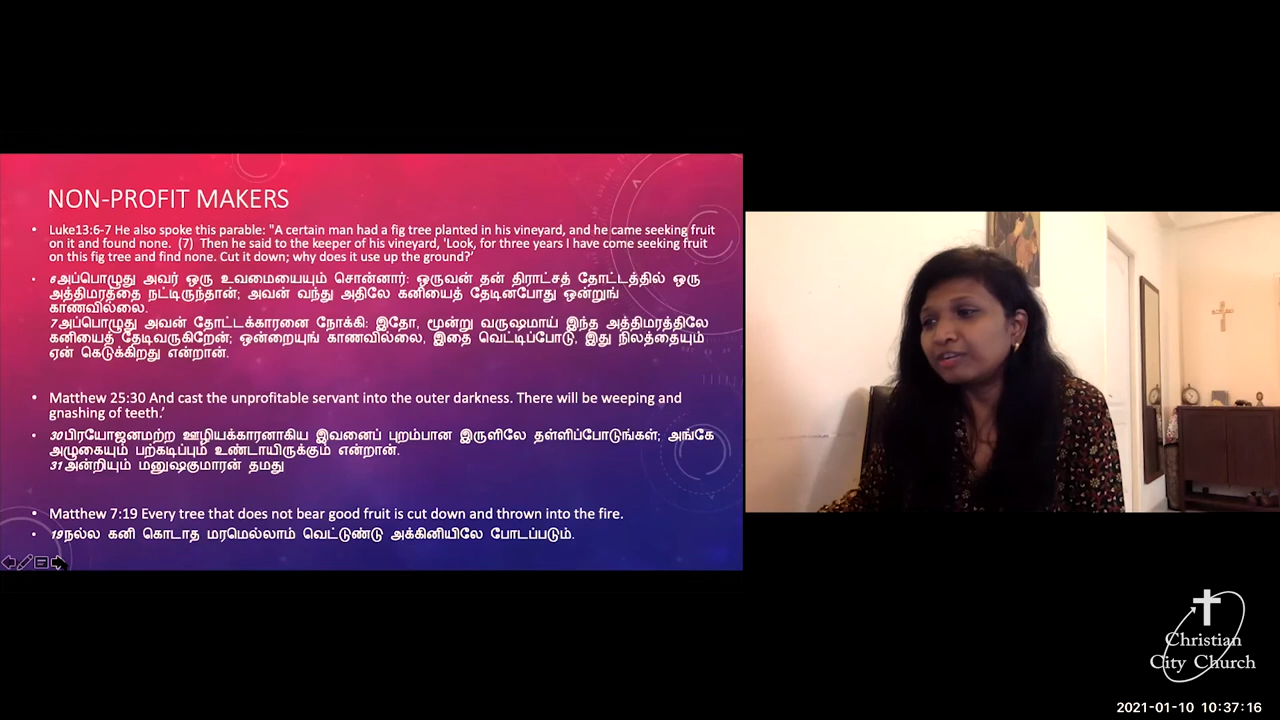 NON-PROFIT MAKERS
• Luke13:6-7 He also spoke this parable: "A certain man had a fig tree planted in his vineyard, and he came seeking fruit
on it and found none. (7) Then he said to the keeper of his vineyard, 'Look, for three years I have come seeking fruit
on this fig tree and find none. Cut it down; why does it use up the ground?'
• 6அப்பொழுது அவர் ஒரு உவமையையும் சொன்னார்: ஒருவன் தன் திராட்சத் தோட்டத்தில் ஒரு
அத்திமரத்தை நட்டிருந்தான்; அவன் வந்து அதிலே கனியைத் தேடினபோது ஒன்றுங்
காணவில்லை.
7அப்பொழுது அவன் தோட்டக்காரனை நோக்கி: இதோ, மூன்று வருஷமாய் இந்த அத்திமரத்திலே
கனியைத் தேடிவருகிறேன்; ஒன்றையுங் காணவில்லை, இதை வெட்டிப்போடு, இது நிலத்தையும்
ஏன் கெடுக்கிறது என்றான்.
• Matthew 25:30 And cast the unprofitable servant into the outer darkness. There will be weeping and
gnashing of teeth.’
• 30பிரயோஜனமற்ற ஊழியக்காரனாகிய இவனைப் புறம்பான இருளிலே தள்ளிப்போடுங்கள்; அங்கே
அழுகையும் பற்கடிப்பும் உண்டாயிருக்கும் என்றான்.
31அன்றியும் மனுஷகுமாரன் தமது
• Matthew 7:19 Every tree that does not bear good fruit is cut down and thrown into the fire.
• 19நல்ல கனி கொடாத மரமெல்லாம் வெட்டுண்டு அக்கினியிலே போடப்படும்.
Christian
City Church
2021-01-10 10:37:16